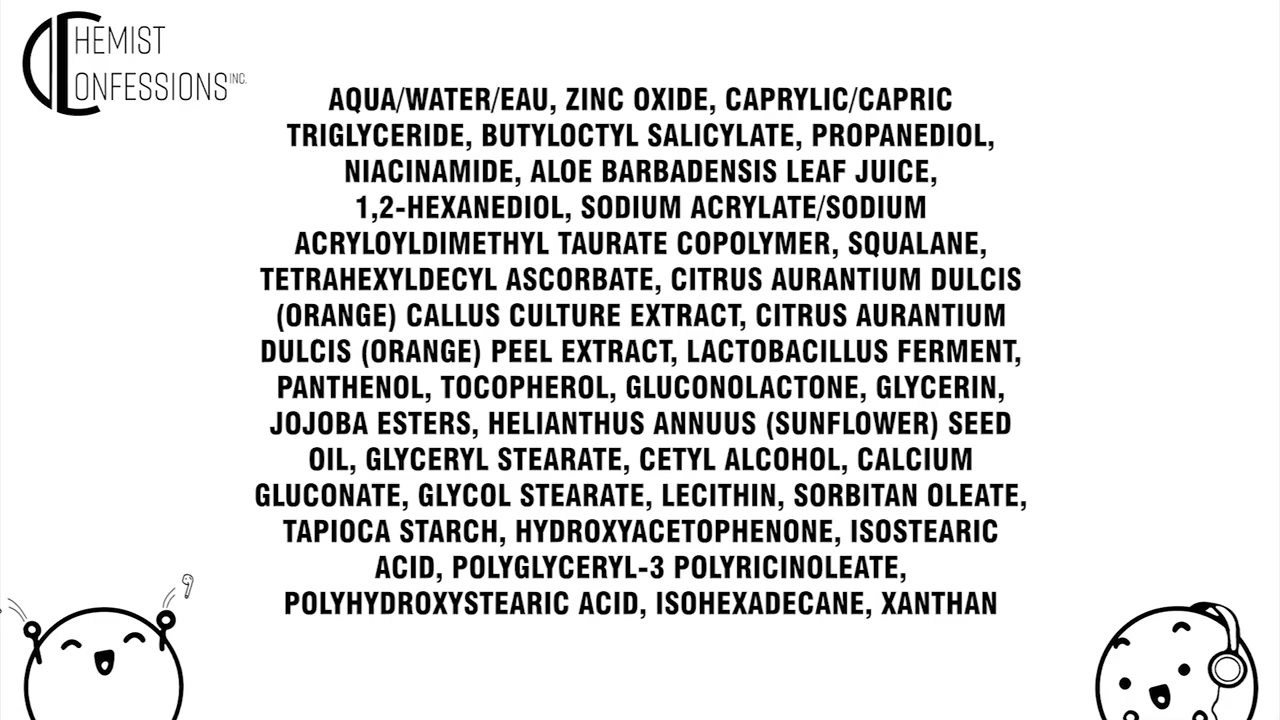 CHEMIST
CONFESSIONS INC.
AQUA/WATER/EAU, ZINC OXIDE, CAPRYLIC/CAPRIC
TRIGLYCERIDE, BUTYLOCTYL SALICYLATE, PROPANEDIOL,
NIACINAMIDE, ALOE BARBADENSIS LEAF JUICE,
1,2-HEXANEDIOL, SODIUM ACRYLATE/SODIUM
ACRYLOYLDIMETHYL TAURATE COPOLYMER, SQUALANE,
TETRAHEXYLDECYL ASCORBATE, CITRUS AURANTIUM DULCIS
(ORANGE) CALLUS CULTURE EXTRACT, CITRUS AURANTIUM
DULCIS (ORANGE) PEEL EXTRACT, LACTOBACILLUS FERMENT,
PANTHENOL, TOCOPHEROL, GLUCONOLACTONE, GLYCERIN,
JOJOBA ESTERS, HELIANTHUS ANNUUS (SUNFLOWER) SEED
OIL, GLYCERYL STEARATE, CETYL ALCOHOL, CALCIUM
GLUCONATE, GLYCOL STEARATE, LECITHIN, SORBITAN OLEATE,
TAPIOCA STARCH, HYDROXYACETOPHENONE, ISOSTEARIC
ACID, POLYGLYCERYL-3 POLYRICINOLEATE,
POLYHYDROXYSTEARIC ACID, ISOHEXADECANE, XANTHAN